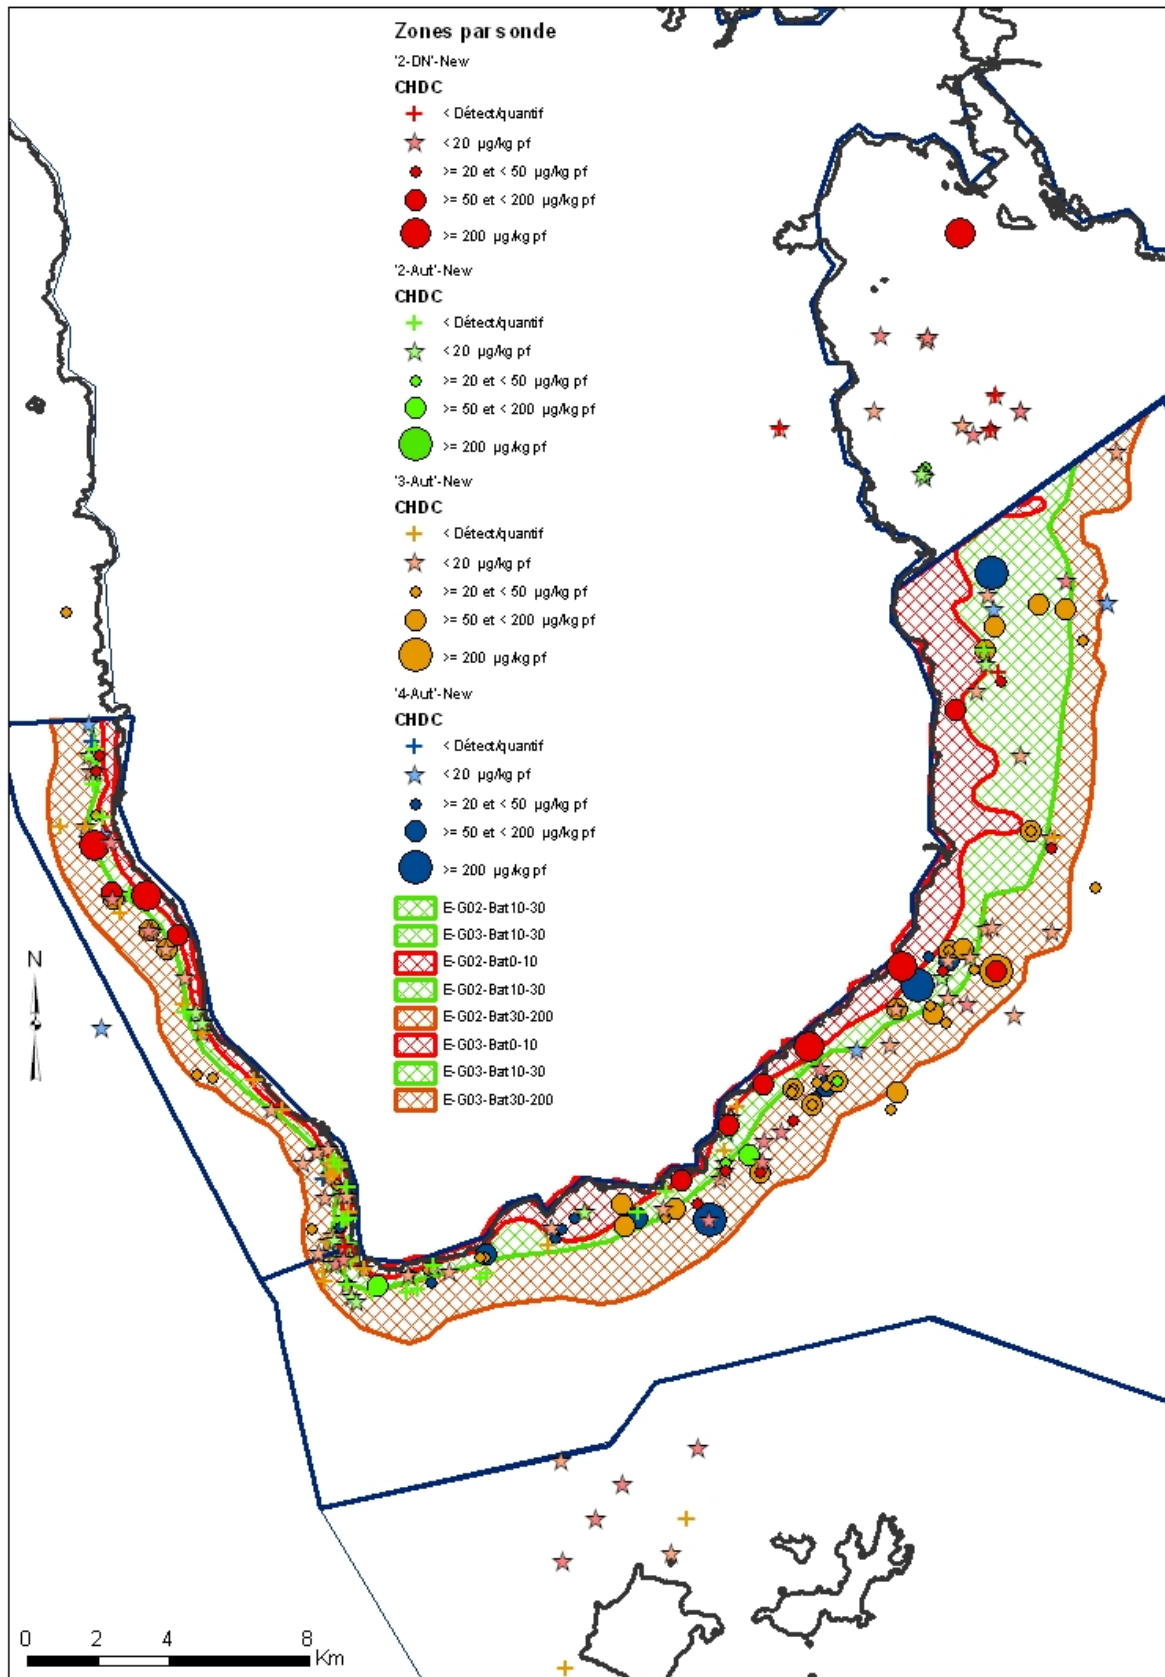 Zones par sonde
'2-DN'-New
CHDC
< Détect/quantif
< 20 µg/kg pf
>= 20 et < 50 µg/kg pf
>= 50 et < 200 µg/kg pf
>= 200 µg/kg pf
'2-Aut'-New
CHDC
< Détect/quantif
< 20 µg/kg pf
>= 20 et < 50 µg/kg pf
>= 50 et < 200 µg/kg pf
>= 200 µg/kg pf
'3-Aut'-New
CHDC
< Détect/quantif
< 20 µg/kg pf
>= 20 et < 50 µg/kg pf
>= 50 et < 200 µg/kg pf
>= 200 µg/kg pf
'4-Aut'-New
CHDC
< Détect/quantif
< 20 µg/kg pf
>= 20 et < 50 µg/kg pf
>= 50 et < 200 µg/kg pf
>= 200 µg/kg pf
E-G02-Bat10-30
E-G03-Bat10-30
E-G02-Bat0-10
E-G02-Bat10-30
E-G02-Bat30-200
E-G03-Bat0-10
E-G03-Bat10-30
E-G03-Bat30-200
N
0 2 4 8
Km